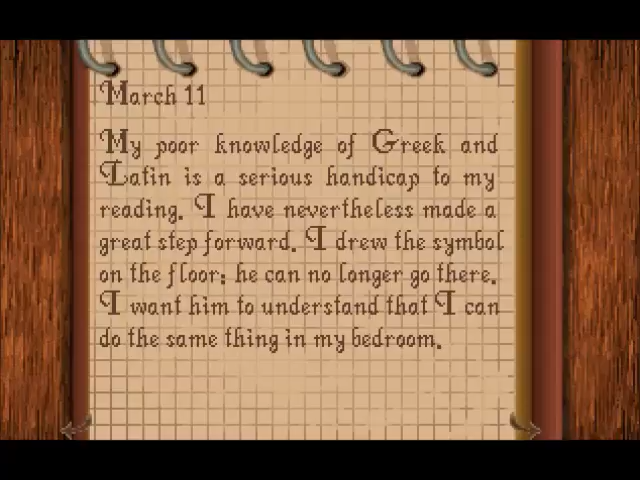 March 11
My poor knowledge of Greek and
Latin is a serious handicap to my
reading. I have nevertheless made a
great step forward. I drew the symbol
on the floor: he can no longer go there.
I want him to understand that I can
do the same thing in my bedroom.